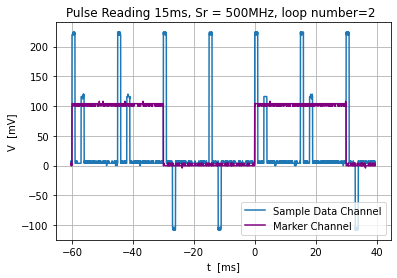 Pulse Reading 15ms, Sr = 500MHz, loop number=2
V [mV]
200
150
100
50
0
−50
−100
−60
−40
−20
0
20
40
t [ms]
Sample Data Channel
Marker Channel